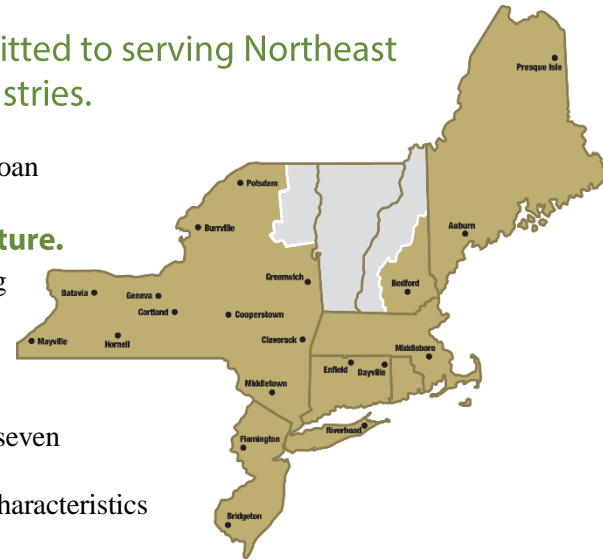 itted to serving Northeast
stries.
Presque Isle
oan
Potsdam
Burrville
Auburn
ture.
g
Greenwich
Bedford
Batavia
Geneva
Cortland
Cooperstown
Mayville
Hornell
Claverack
Middleboro
Enfield
Dayville
Middletown
Riverhead
seven
Flemington
haracteristics
Bridgeton